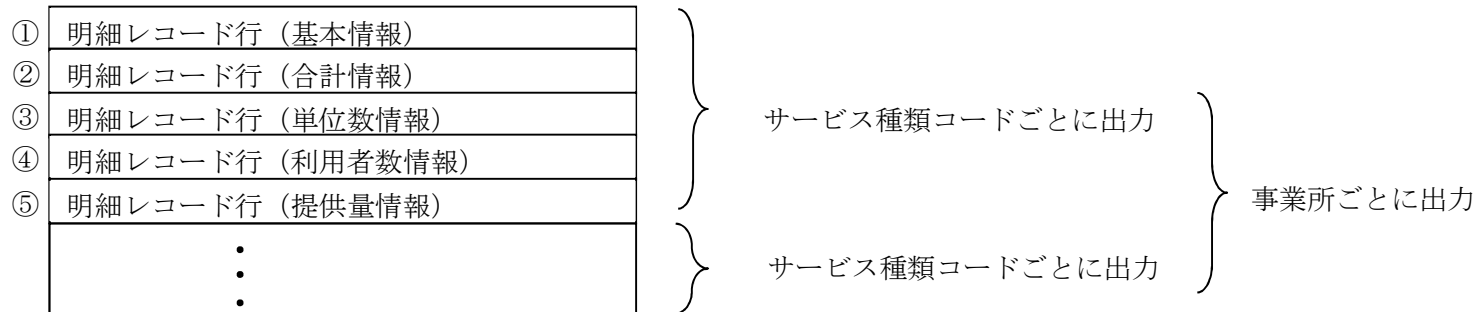 ① 明細レコード行（基本情報）
② 明細レコード行（合計情報）
③ 明細レコード行（単位数情報）
④ 明細レコード行（利用者数情報）
⑤ 明細レコード行（提供量情報）
・
・
・
サービス種類コードごとに出力
サービス種類コードごとに出力
事業所ごとに出力